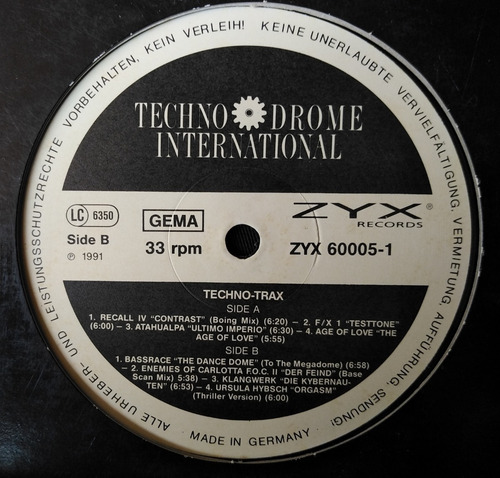 ALLE URHEBER- UND LEISTUNGSSCHUTZRECHTE VORBEHALTEN, KEIN VERLEIH! KEINE UNERLAUBTE VERVIELFÄLTIGUNG, VERMIETUNG, AUFFÜHRUNG, SENDUNG!
TECHNO DROME
INTERNATIONAL
LC 6350
GEMA
ZYX®
RECORDS
Side B
33 rpm
ZYX 60005-1
℗ 1991
TECHNO-TRAX
SIDE A
1. RECALL IV "CONTRAST" (Boing Mix) (6:20) – 2. F/X 1 "TESTTONE"
(6:00) – 3. ATAHUALPA "ULTIMO IMPERIO" (6:30) – 4. AGE OF LOVE "THE
AGE OF LOVE" (5:55)
SIDE B
1. BASSRACE "THE DANCE DOME" (To The Megadome) (6:58)
– 2. ENEMIES OF CARLOTTA F.O.C. II "DER FEIND" (Base
Scan Mix) 5:38) – 3. KLANGWERK "DIE KYBERNAU-
TEN" (6:53) – 4. URSULA HYBSCH "ORGASM"
(Thriller Version) (6:00)
MADE IN GERMANY